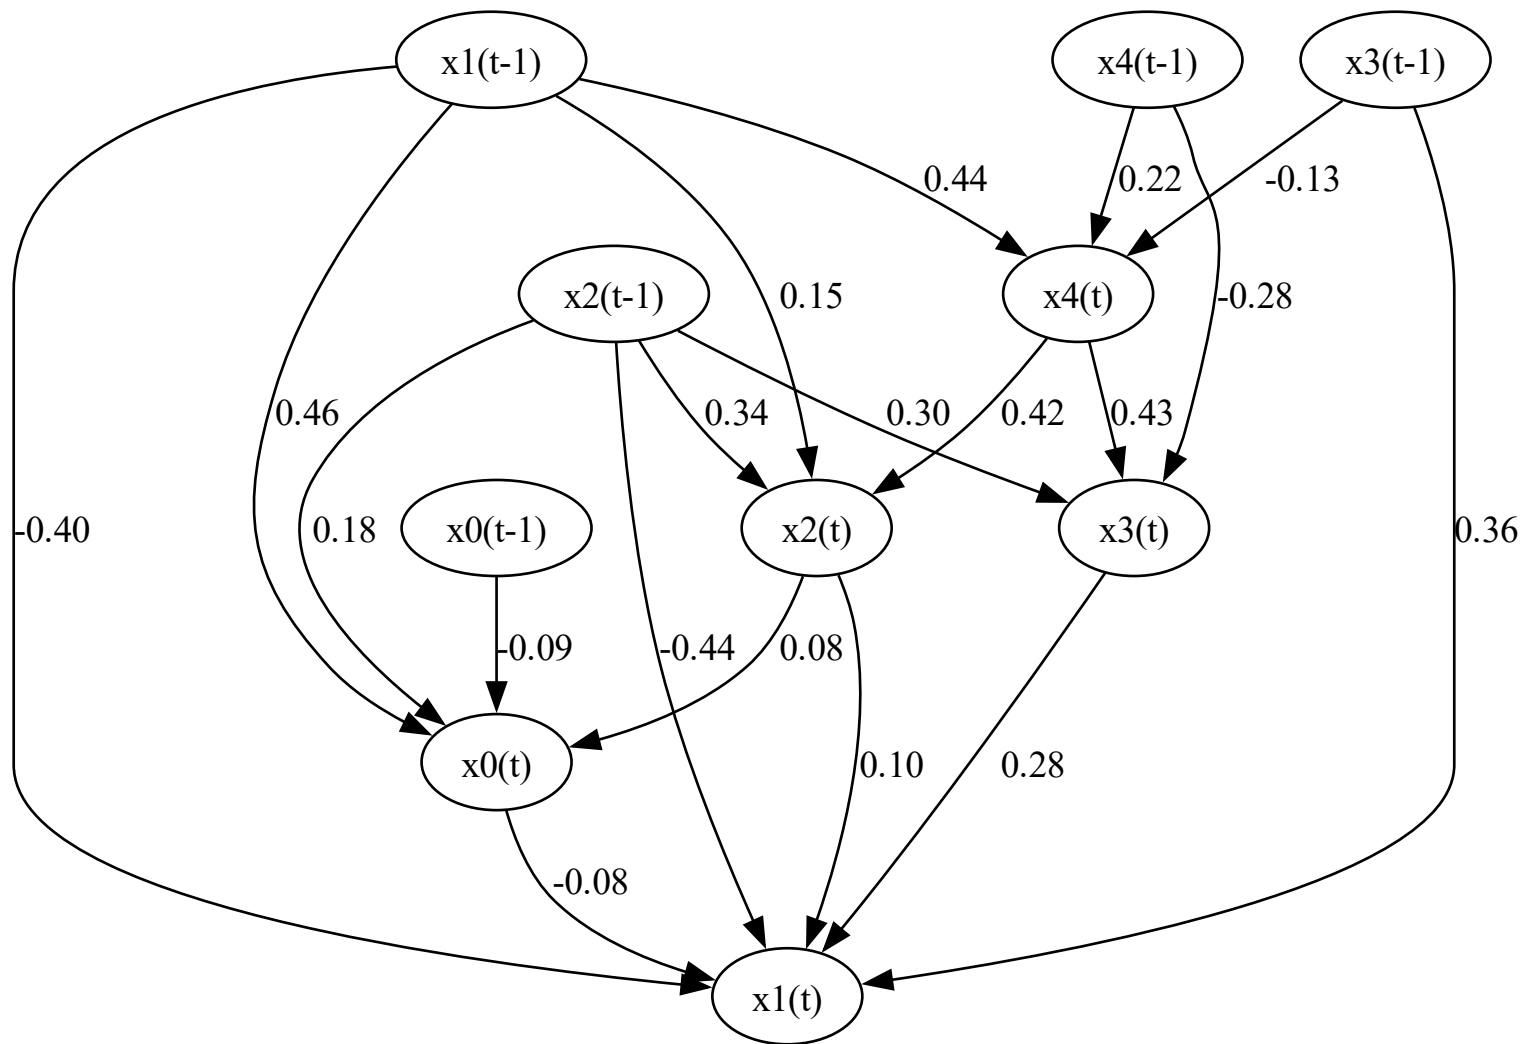 x1(t-1)
x4(t-1)
x3(t-1)
0.44
0.22
-0.13
x2(t-1)
0.15
x4(t)
-0.28
0.46
0.34
0.30
0.42
0.43
-0.40
0.18
x0(t-1)
x2(t)
x3(t)
0.36
-0.09
-0.44
0.08
x0(t)
0.10
0.28
-0.08
x1(t)